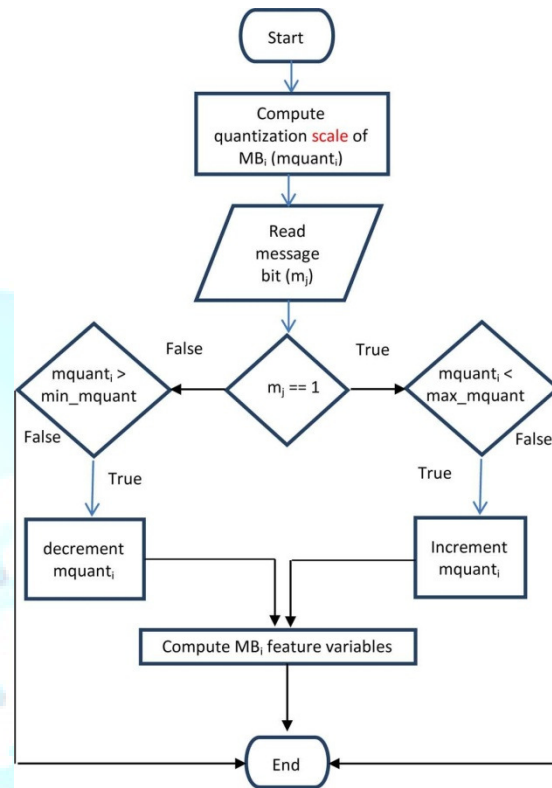 Start
Compute
quantization scale of
MBᵢ (mquantᵢ)
Read
message
bit (mⱼ)
False
True
mquantᵢ >
min_mquant
mⱼ == 1
mquantᵢ <
max_mquant
False
False
True
True
decrement
mquantᵢ
Increment
mquantᵢ
Compute MBᵢ feature variables
End